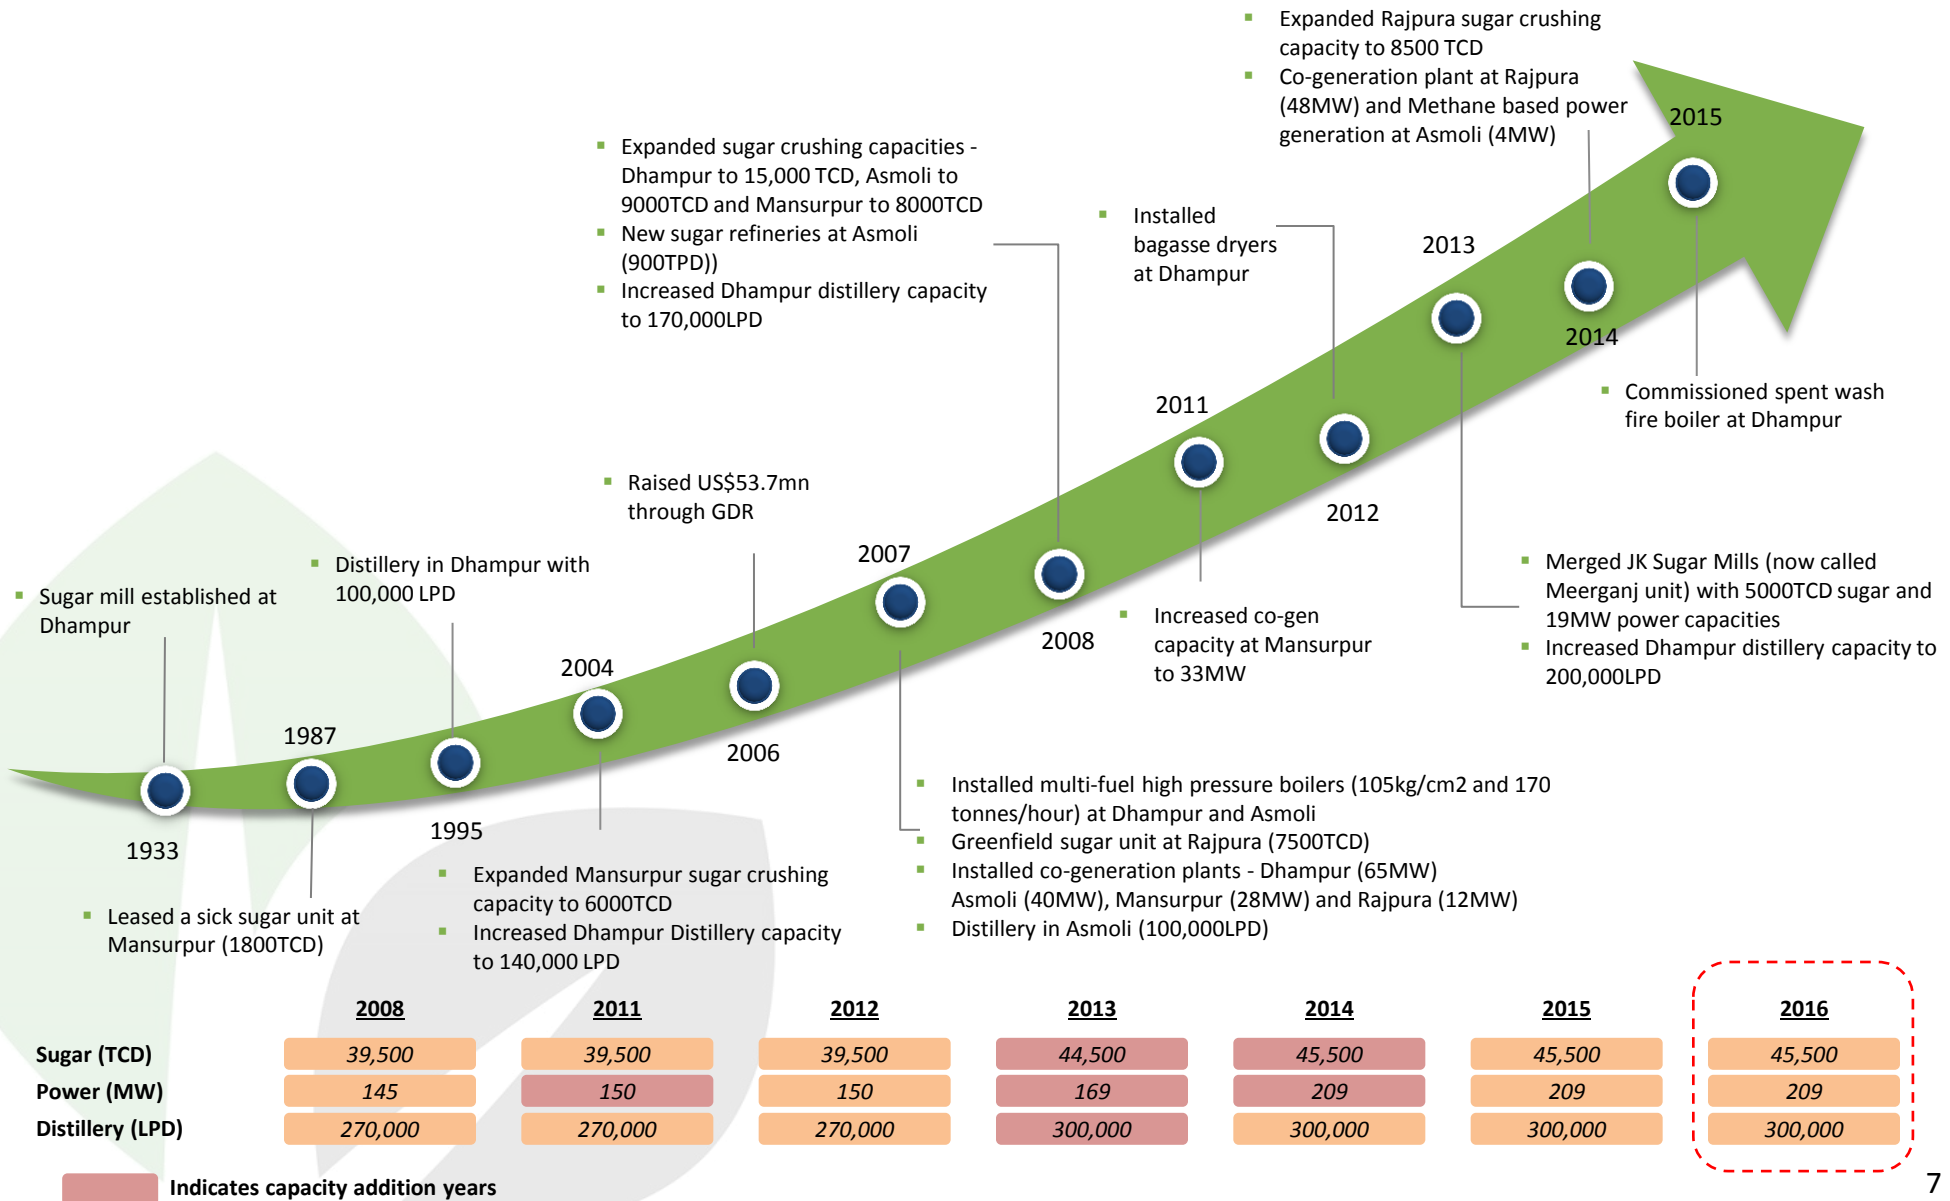 ▪ Expanded Rajpura sugar crushing
capacity to 8500 TCD
▪ Co-generation plant at Rajpura
(48MW) and Methane based power
generation at Asmoli (4MW)
2015
▪ Expanded sugar crushing capacities -
Dhampur to 15,000 TCD, Asmoli to
9000TCD and Mansurpur to 8000TCD
▪ New sugar refineries at Asmoli
(900TPD))
▪ Increased Dhampur distillery capacity
to 170,000LPD
▪ Installed
bagasse dryers
at Dhampur
2013
2014
▪ Commissioned spent wash
fire boiler at Dhampur
2011
2012
▪ Raised US$53.7mn
through GDR
2007
▪ Distillery in Dhampur with
100,000 LPD
▪ Sugar mill established at
Dhampur
2008
▪ Increased co-gen
capacity at Mansurpur
to 33MW
▪ Merged JK Sugar Mills (now called
Meerganj unit) with 5000TCD sugar and
19MW power capacities
▪ Increased Dhampur distillery capacity to
200,000LPD
2004
1987
2006
1995
1933
▪ Installed multi-fuel high pressure boilers (105kg/cm2 and 170
tonnes/hour) at Dhampur and Asmoli
▪ Greenfield sugar unit at Rajpura (7500TCD)
▪ Installed co-generation plants - Dhampur (65MW)
Asmoli (40MW), Mansurpur (28MW) and Rajpura (12MW)
▪ Distillery in Asmoli (100,000LPD)
▪ Expanded Mansurpur sugar crushing
capacity to 6000TCD
▪ Increased Dhampur Distillery capacity
to 140,000 LPD
▪ Leased a sick sugar unit at
Mansurpur (1800TCD)
2008 2011 2012 2013 2014 2015 2016
Sugar (TCD) 39,500 39,500 39,500 44,500 45,500 45,500 45,500
Power (MW) 145 150 150 169 209 209 209
Distillery (LPD) 270,000 270,000 270,000 300,000 300,000 300,000 300,000
Indicates capacity addition years
7